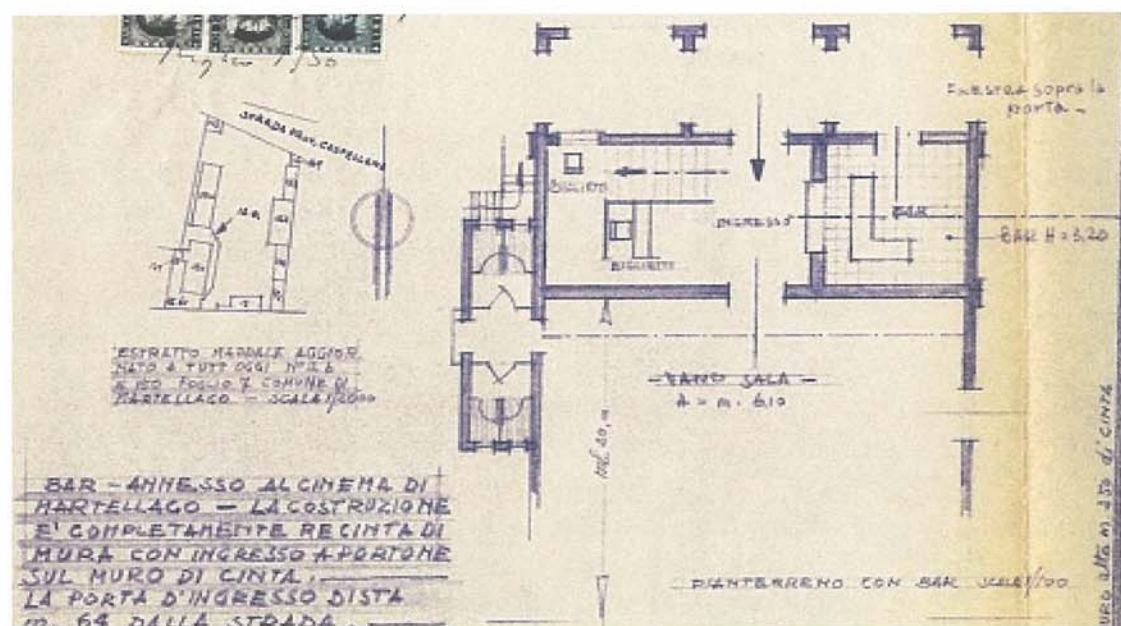 FINESTRA sopra la
porta -
STRADA PROV. CASTELLANA
BIGLIETTI
INGRESSO
BAR
BAR H = 3,20
BIGLIETTI
ESTRATTO MAPPALE AGGIOR
NATO A TUTT'OGGI N°
FOGLIO 7 COMUNE DI
MARTELLAGO - SCALA 1/2000
- VANO SALA -
H = m. 6,10
BAR - ANNESSO AL CINEMA DI
MARTELLAGO - LA COSTRUZIONE
E' COMPLETAMENTE RECINTA DI
MURA CON INGRESSO A PORTONE
SUL MURO DI CINTA.
LA PORTA D'INGRESSO DISTA
m. 64 DALLA STRADA.
PIANTERRENO CON BAR SCALA 1/100
MURO alto m 2,50 di CINTA